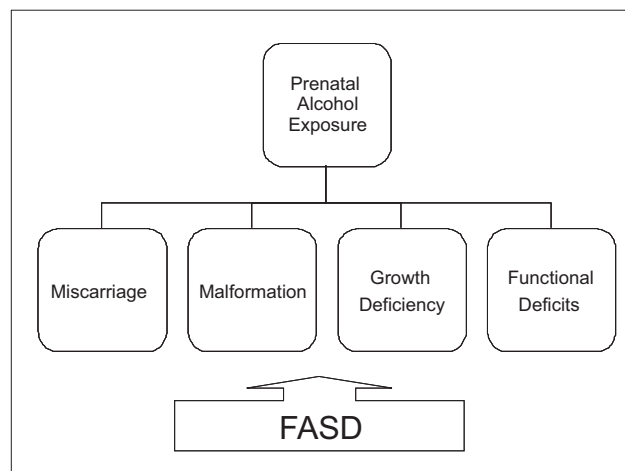 Prenatal
Alcohol
Exposure
Miscarriage
Malformation
Growth
Deficiency
Functional
Deficits
FASD